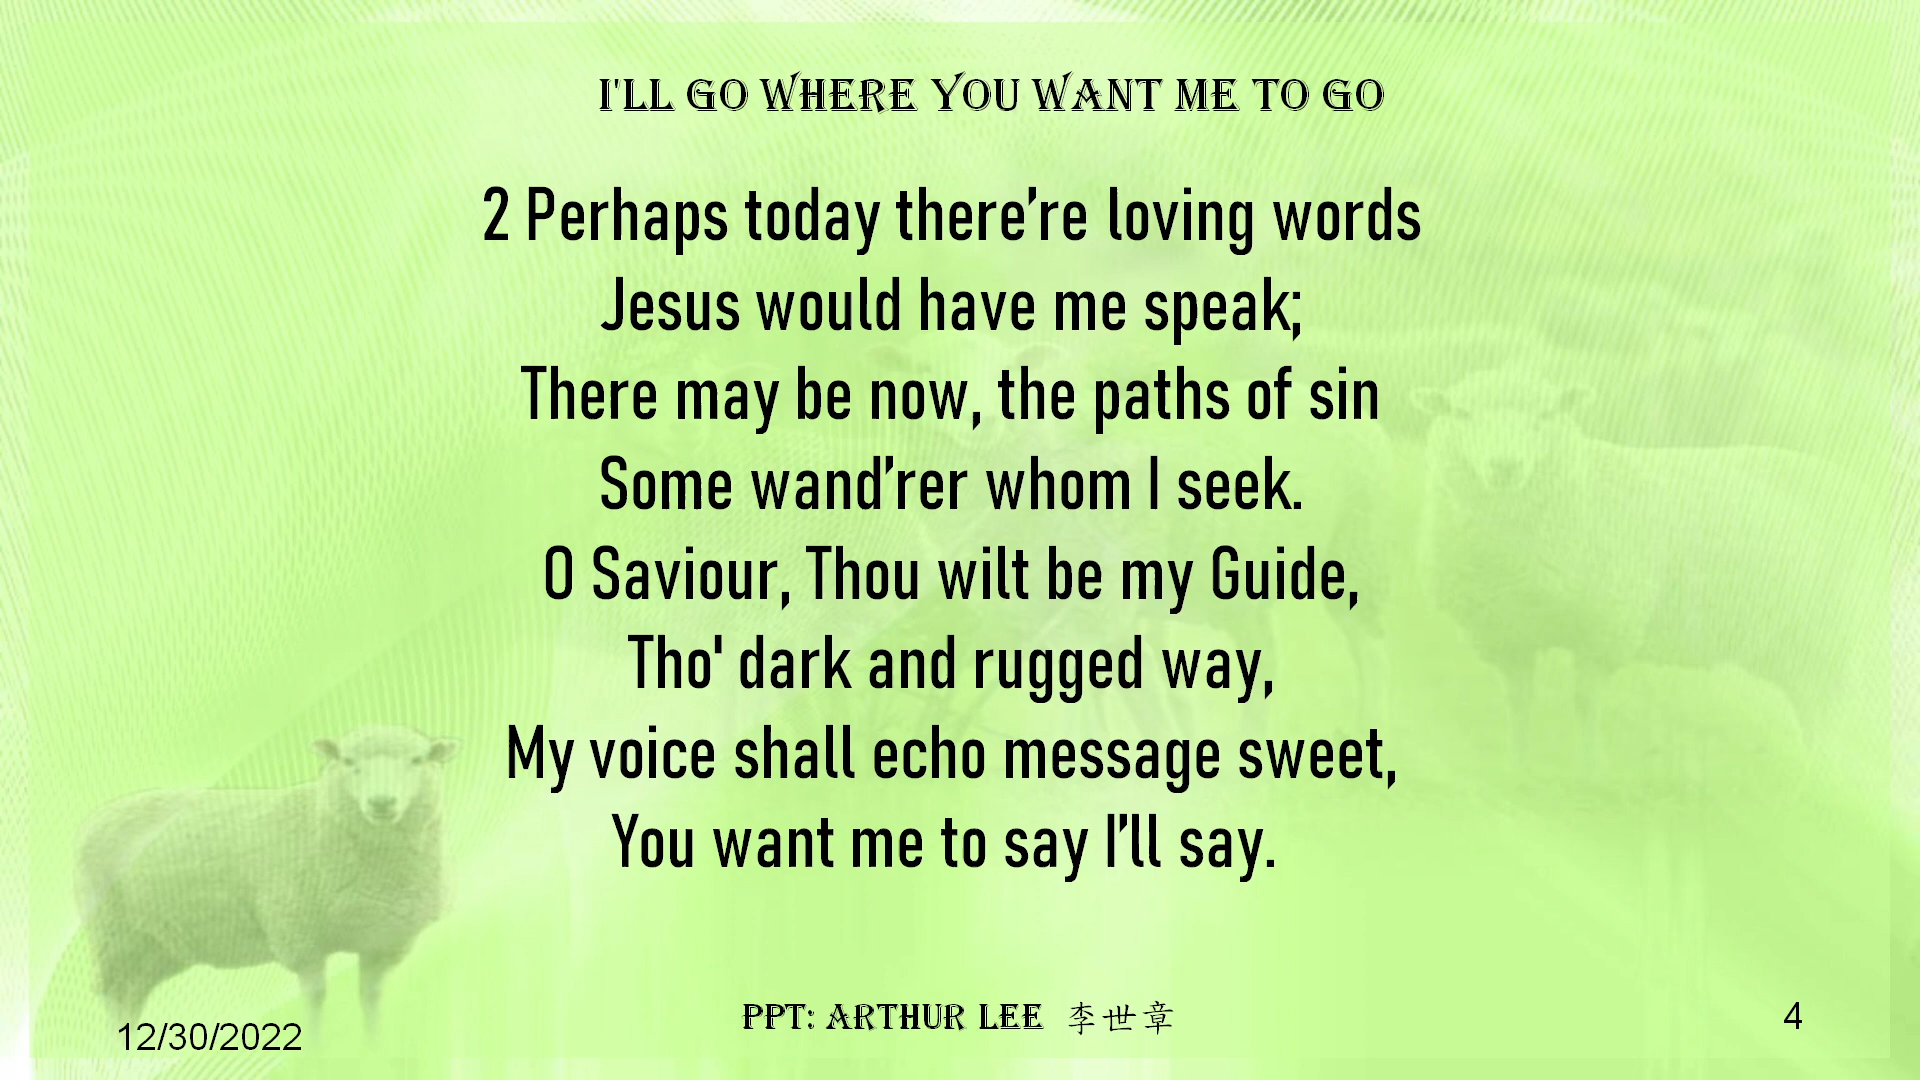 I'LL GO WHERE YOU WANT ME TO GO
2 Perhaps today there’re loving words
Jesus would have me speak;
There may be now, the paths of sin
Some wand’rer whom I seek.
O Saviour, Thou wilt be my Guide,
Tho' dark and rugged way,
My voice shall echo message sweet,
You want me to say I’ll say.
12/30/2022
PPT: ARTHUR LEE 李世章
4